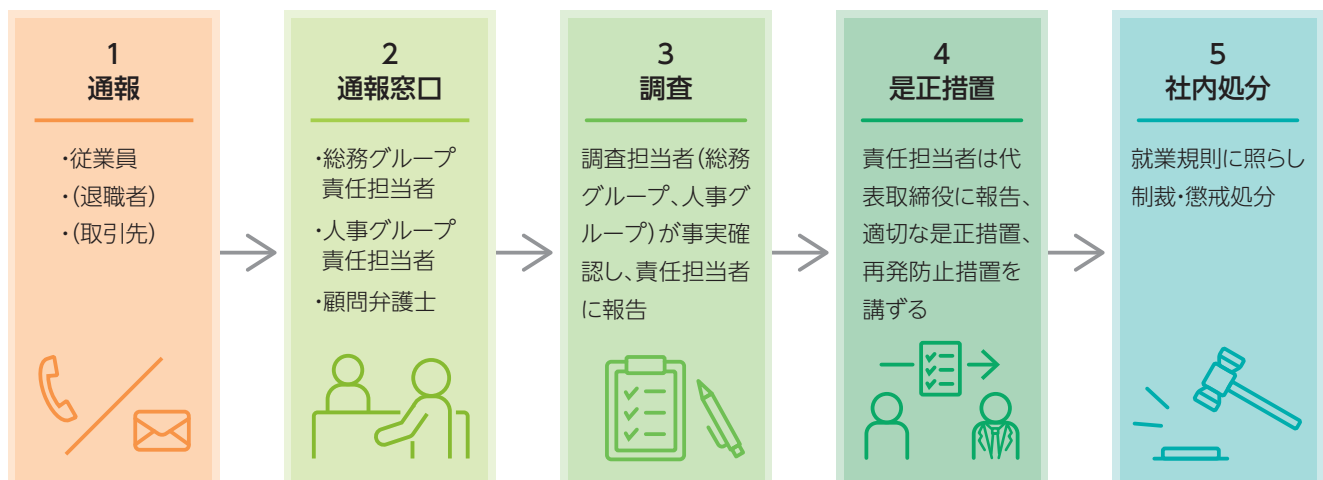 1
通報
・従業員
・(退職者)
・(取引先)
2
通報窓口
・総務グループ
責任担当者
・人事グループ
責任担当者
・顧問弁護士
3
調査
調査担当者(総務
グループ、人事グ
ループ)が事実確
認し、責任担当者
に報告
4
是正措置
責任担当者は代
表取締役に報告、
適切な是正措置、
再発防止措置を
講ずる
5
社内処分
就業規則に照らし
制裁・懲戒処分